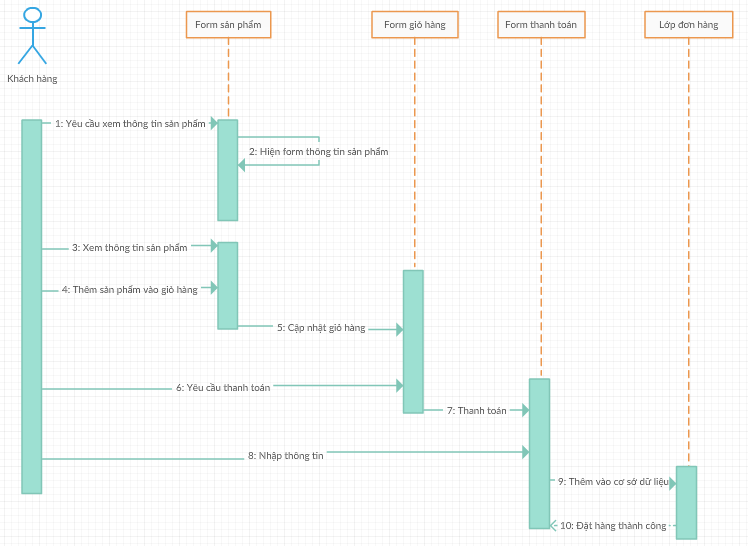 Form sản phẩm
Form giỏ hàng
Form thanh toán
Lớp đơn hàng
Khách hàng
1: Yêu cầu xem thông tin sản phẩm
2: Hiện form thông tin sản phẩm
3: Xem thông tin sản phẩm
4: Thêm sản phẩm vào giỏ hàng
5: Cập nhật giỏ hàng
6: Yêu cầu thanh toán
7: Thanh toán
8: Nhập thông tin
9: Thêm vào cơ sở dữ liệu
10: Đặt hàng thành công